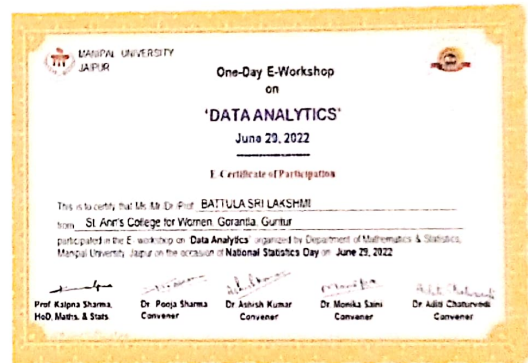 MANIPAL UNIVERSITY
JAIPUR
One-Day E-Workshop
on
'DATA ANALYTICS'
June 29, 2022
E-Certificate of Participation
This is to certify that Ms. Mr. Dr. Prof. BATTULA SRI LAKSHMI
from St. Ann's College for Women, Gorantla, Guntur
participated in the E-workshop on 'Data Analytics' organized by Department of Mathematics & Statistics,
Manipal University Jaipur on the occasion of National Statistics Day on June 29, 2022
Prof Kalpna Sharma, Dr. Pooja Sharma Dr Ashish Kumar Dr. Monika Saini Dr. Aditi Chaturvedi
HoD, Maths. & Stats. Convener Convener Convener Convener